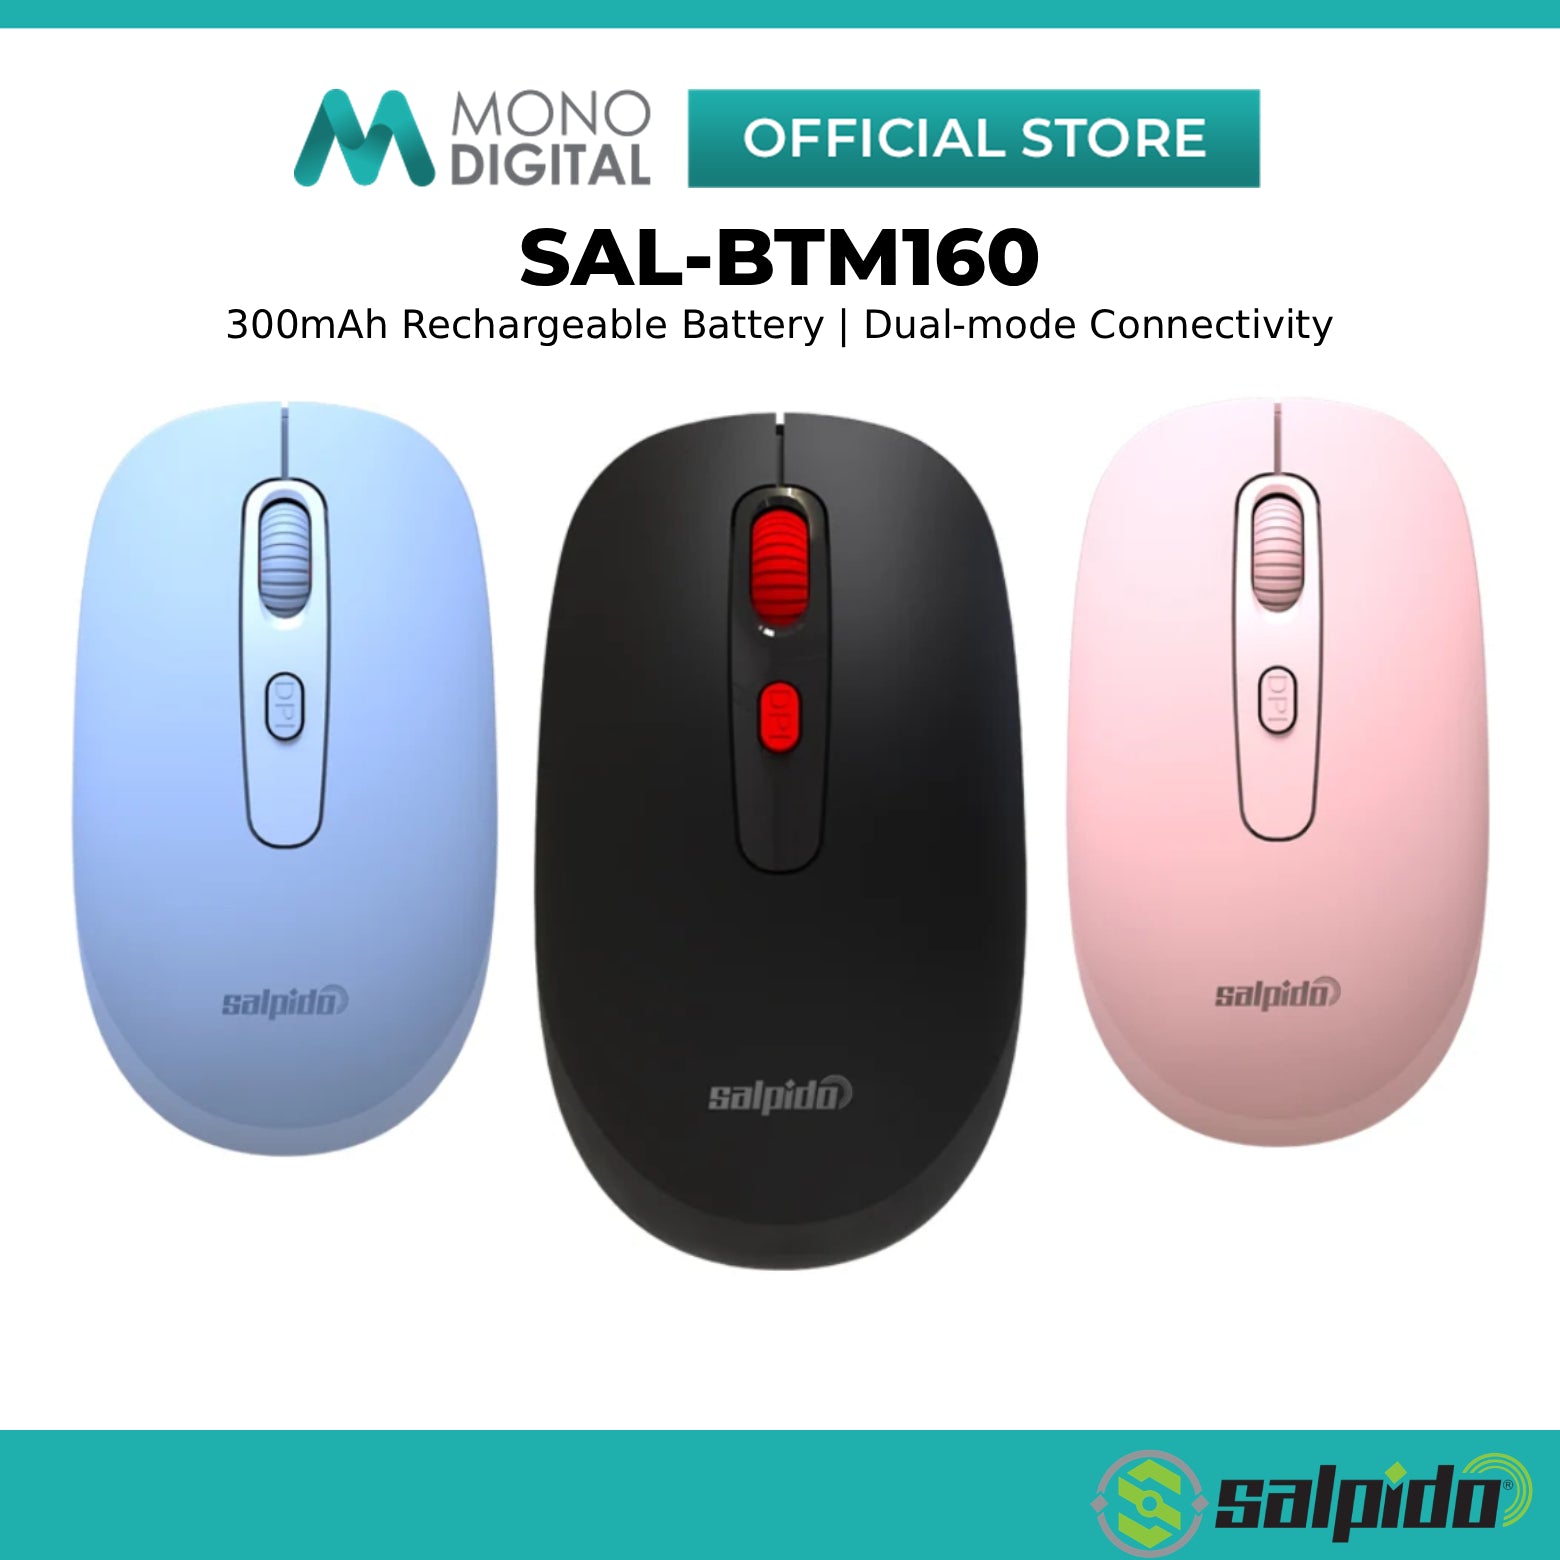 MONO
DIGITAL
OFFICIAL STORE
SAL-BTM160
300mAh Rechargeable Battery | Dual-mode Connectivity
DPI
DPI
DPI
salpido
salpido
salpido
salpido®